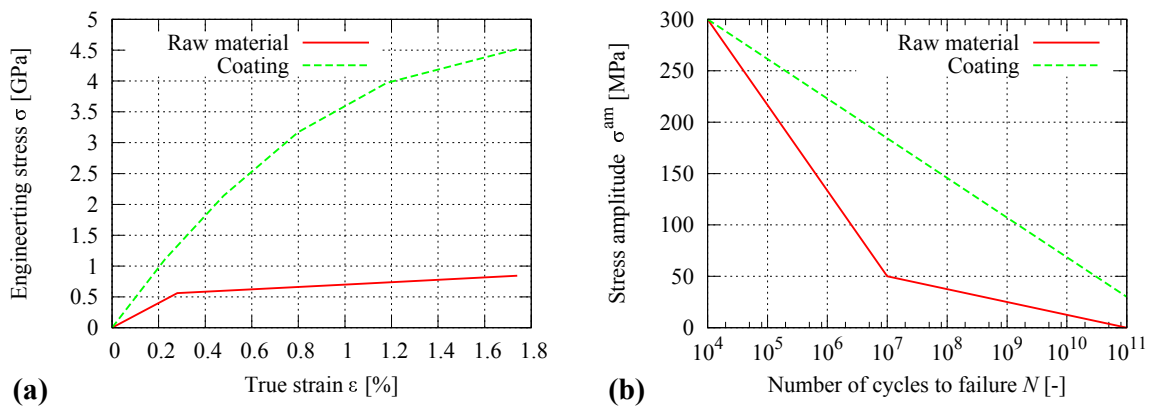 Raw material
Coating
Engineerting stress σ [GPa]
5
4.5
4
3.5
3
2.5
2
1.5
1
0.5
0
0 0.2 0.4 0.6 0.8 1 1.2 1.4 1.6 1.8
True strain ε [%]
(a)
Raw material
Coating
Stress amplitude σ^am [MPa]
300
250
200
150
100
50
0
10^4 10^5 10^6 10^7 10^8 10^9 10^10 10^11
Number of cycles to failure N [-]
(b)